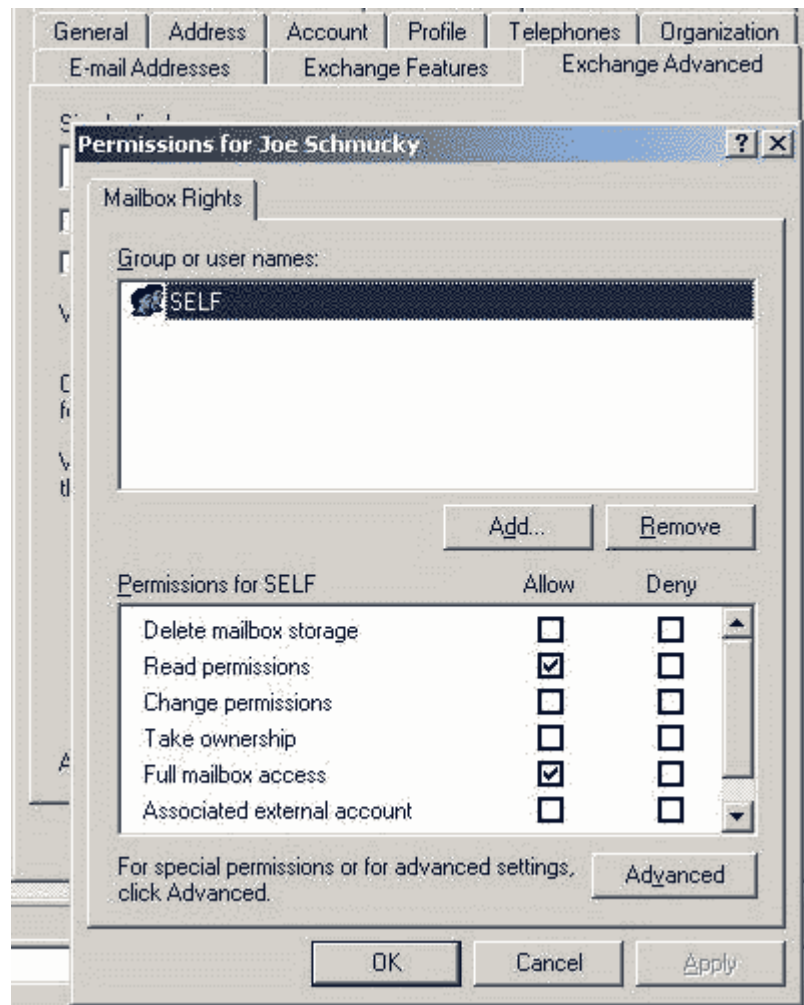 General Address Account Profile Telephones Organization
E-mail Addresses Exchange Features Exchange Advanced
Permissions for Joe Schmucky
Mailbox Rights
Group or user names:
SELF
Add... Remove
Permissions for SELF Allow Deny
Delete mailbox storage
Read permissions
Change permissions
Take ownership
Full mailbox access
Associated external account
For special permissions or for advanced settings,
click Advanced.
Advanced
OK Cancel Apply